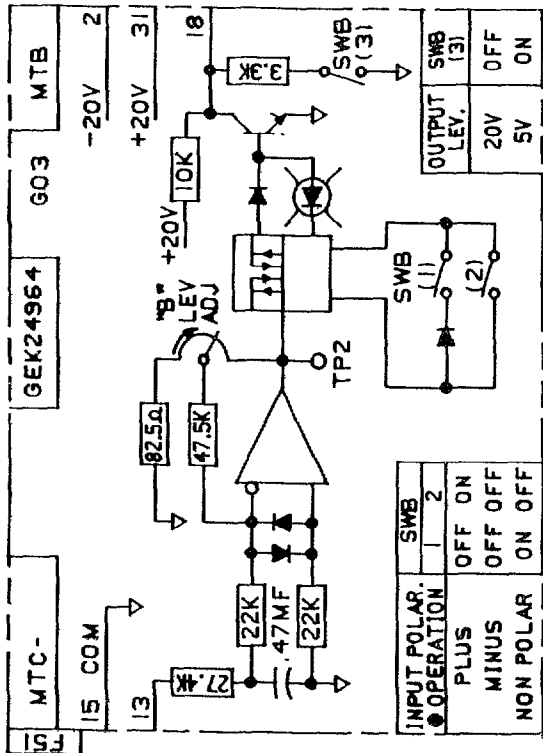 FSI
MTC-
GEK24964
G03
MTB
15 COM
-20V 2
13
+20V 31
18
27.4K
22K
.47MF
22K
82.5Ω
47.5K
"B"
LEV
ADJ
TP2
+20V
10K
3.3K
SWB
(3)
SWB
(1)
(2)
INPUT POLAR. SWB
@ OPERATION 1 2
PLUS OFF ON
MINUS OFF OFF
NON POLAR ON OFF
OUTPUT LEV. SWB (3)
20V OFF
5V ON